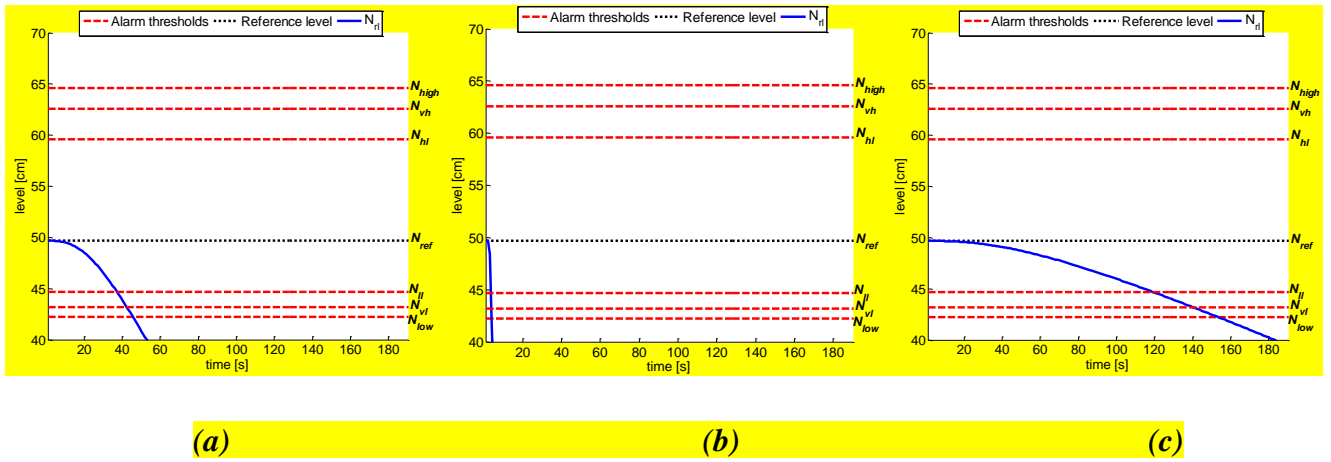 Alarm thresholds Reference level N_rl
70
65
60
55
50
45
40
level [cm]
20 40 60 80 100 120 140 160 180
time [s]
N_high
N_vh
N_hl
N_ref
N_ll
N_vl
N_low
(a)
Alarm thresholds Reference level N_rl
70
65
60
55
50
45
40
level [cm]
20 40 60 80 100 120 140 160 180
time [s]
N_high
N_vh
N_hl
N_ref
N_ll
N_vl
N_low
(b)
Alarm thresholds Reference level N_rl
70
65
60
55
50
45
40
level [cm]
20 40 60 80 100 120 140 160 180
time [s]
N_high
N_vh
N_hl
N_ref
N_ll
N_vl
N_low
(c)